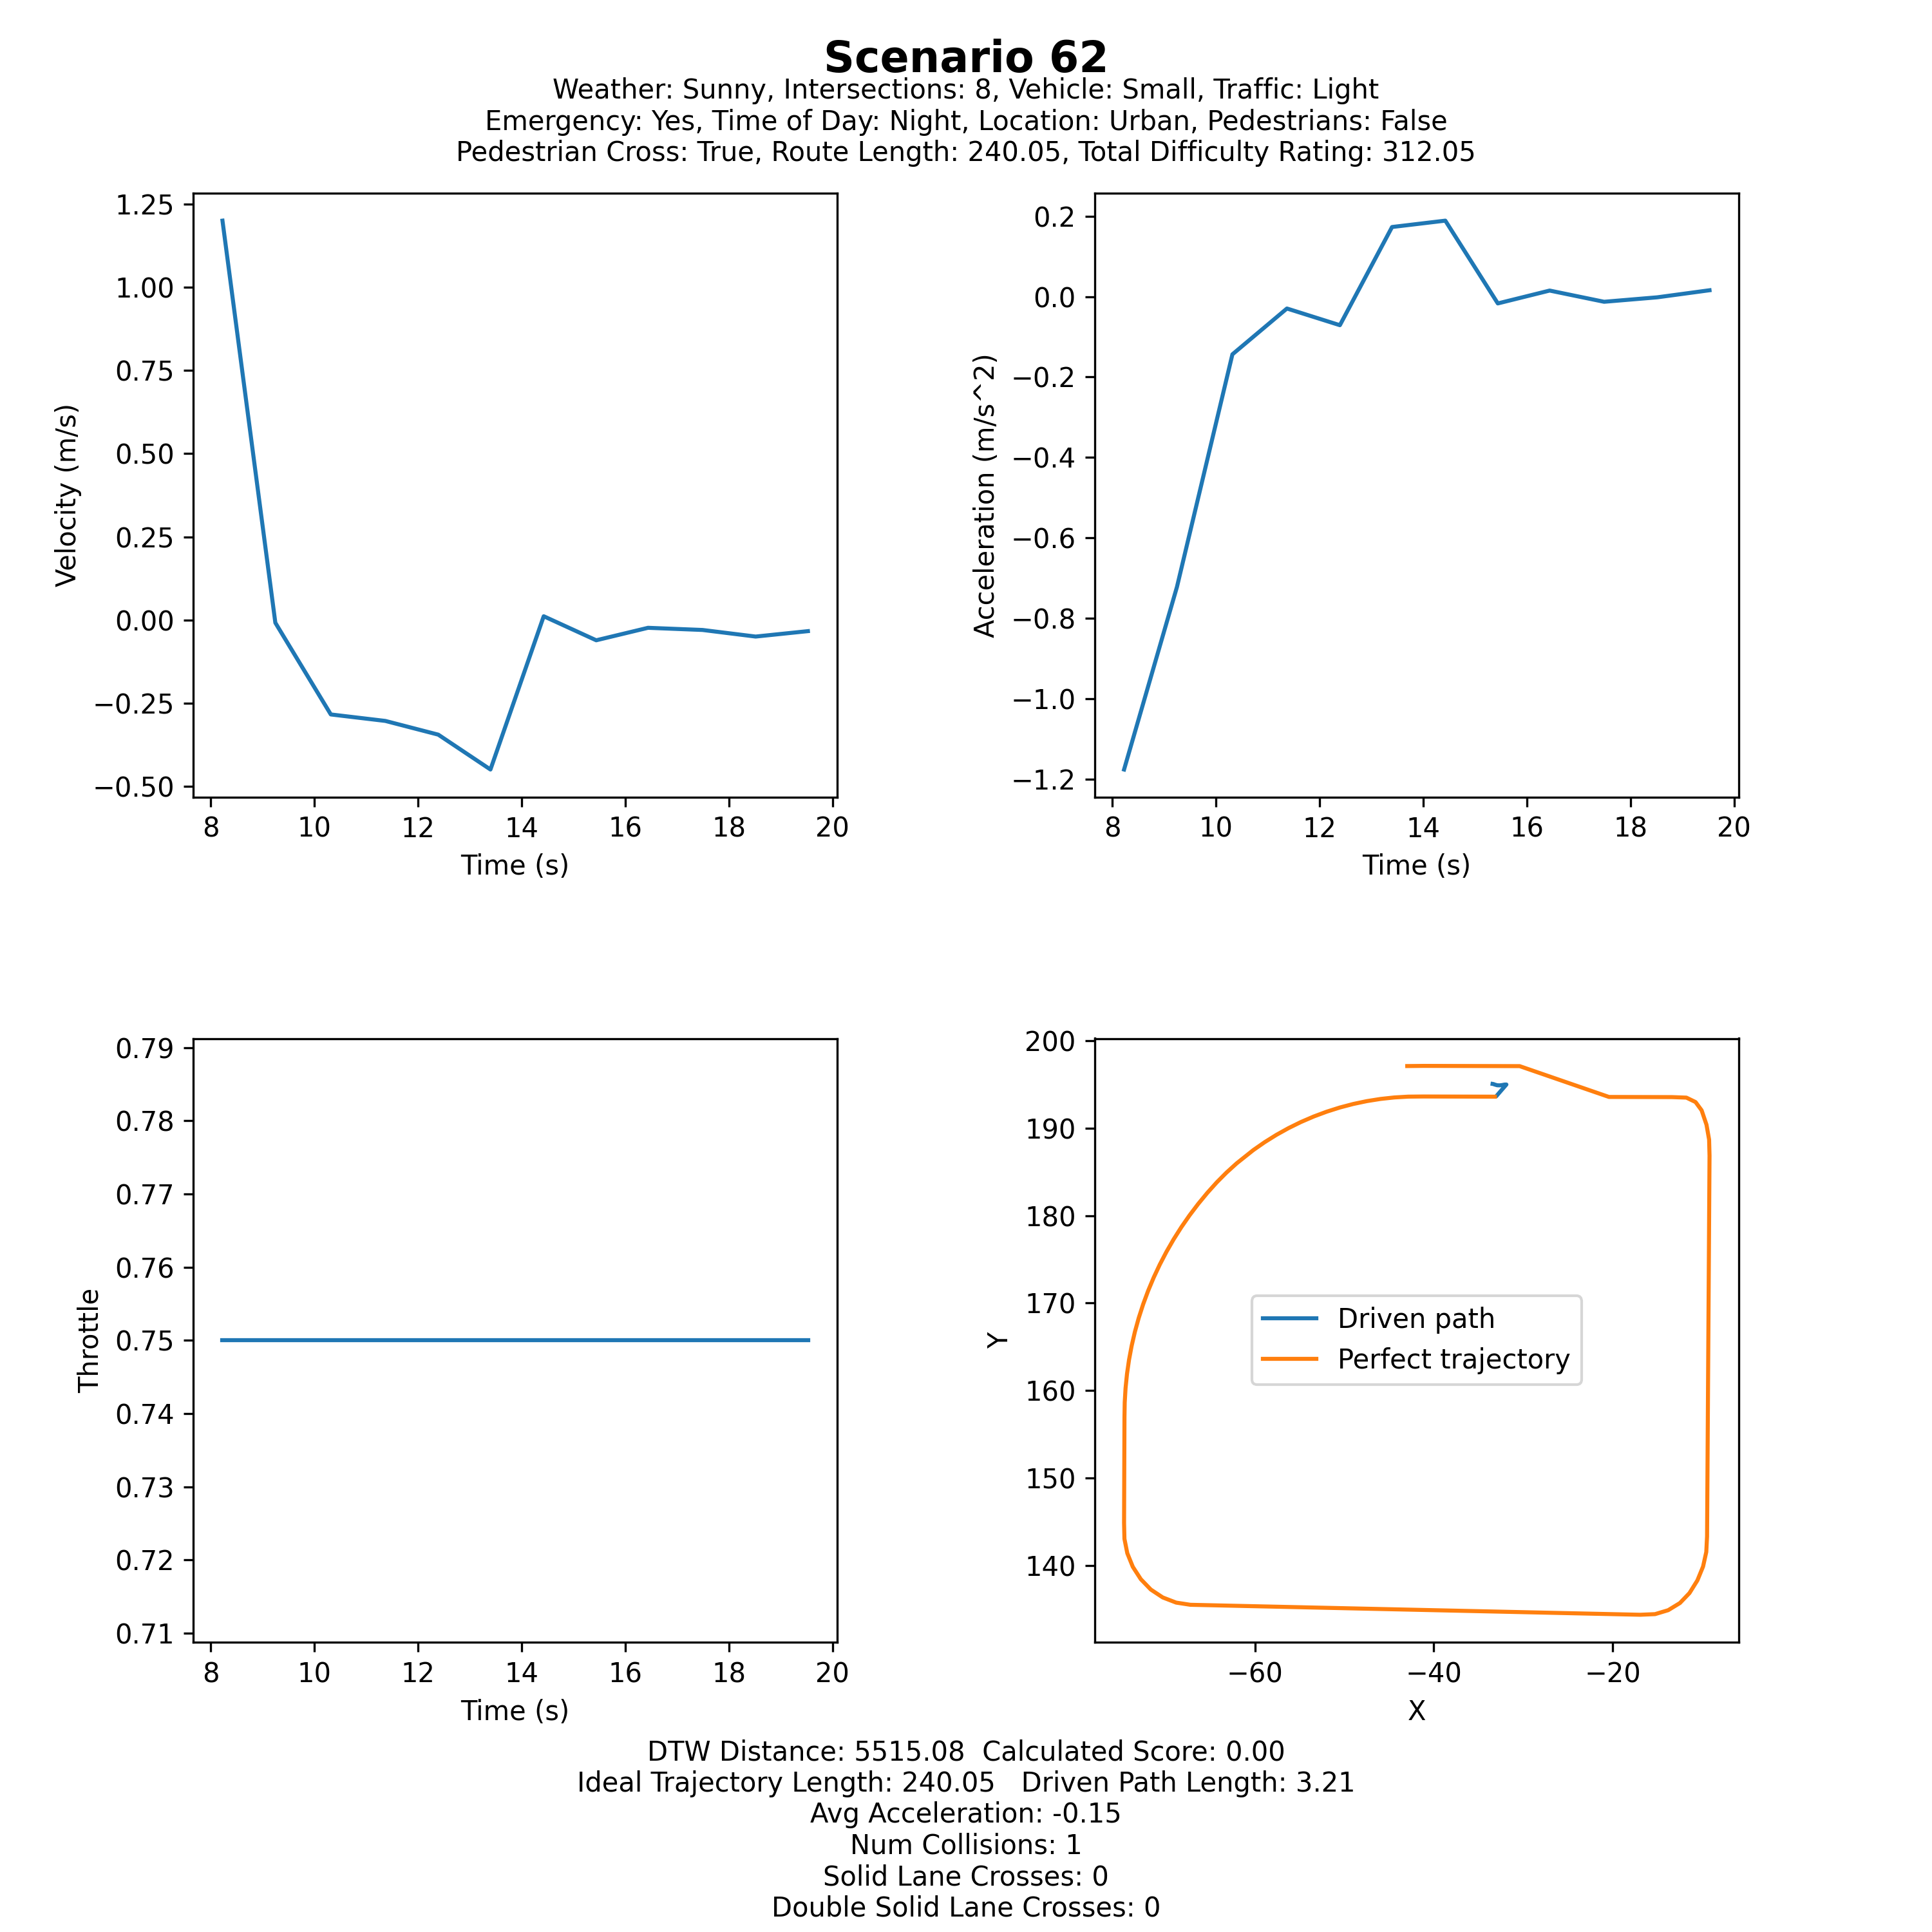 Scenario 62
Weather: Sunny, Intersections: 8, Vehicle: Small, Traffic: Light
Emergency: Yes, Time of Day: Night, Location: Urban, Pedestrians: False
Pedestrian Cross: True, Route Length: 240.05, Total Difficulty Rating: 312.05
1.25
1.00
0.75
0.50
0.25
0.00
−0.25
−0.50
Velocity (m/s)
8 10 12 14 16 18 20
Time (s)
0.2
0.0
−0.2
−0.4
−0.6
−0.8
−1.0
−1.2
Acceleration (m/s^2)
8 10 12 14 16 18 20
Time (s)
0.79
0.78
0.77
0.76
0.75
0.74
0.73
0.72
0.71
Throttle
8 10 12 14 16 18 20
Time (s)
200
190
180
170
160
150
140
Y
Driven path
Perfect trajectory
−60 −40 −20
X
DTW Distance: 5515.08 Calculated Score: 0.00
Ideal Trajectory Length: 240.05 Driven Path Length: 3.21
Avg Acceleration: -0.15
Num Collisions: 1
Solid Lane Crosses: 0
Double Solid Lane Crosses: 0